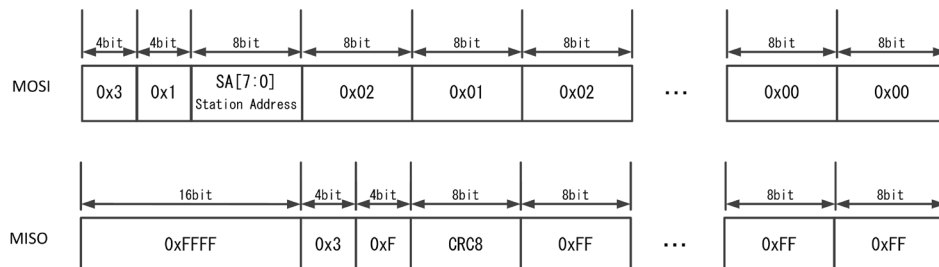 4bit 4bit 8bit 8bit 8bit 8bit 8bit 8bit
MOSI 0x3 0x1 SA[7:0] 0x02 0x01 0x02 ... 0x00 0x00
Station Address
16bit 4bit 4bit 8bit 8bit 8bit 8bit
MISO 0xFFFF 0x3 0xF CRC8 0xFF ... 0xFF 0xFF